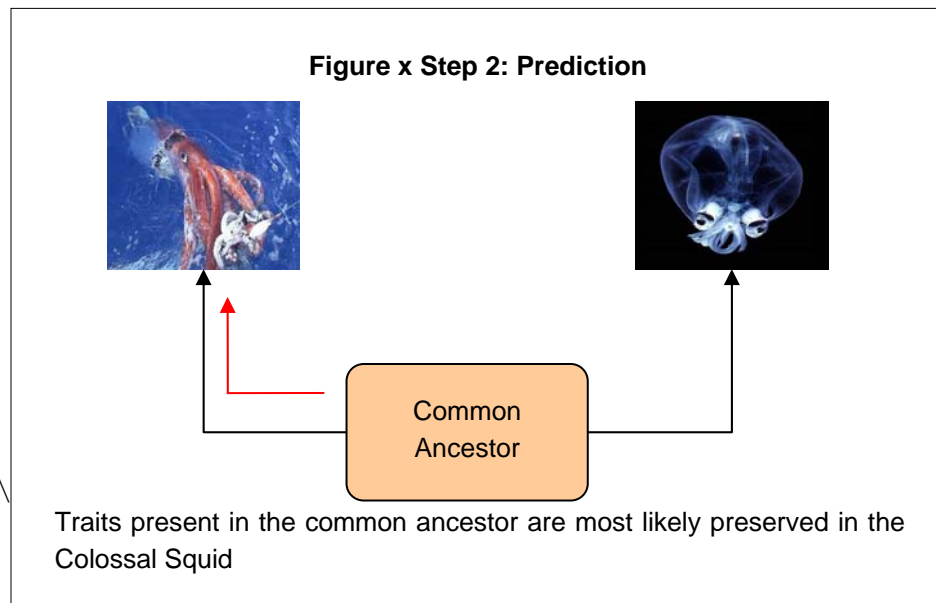 Figure x Step 2: Prediction
Common
Ancestor
Traits present in the common ancestor are most likely preserved in the
Colossal Squid